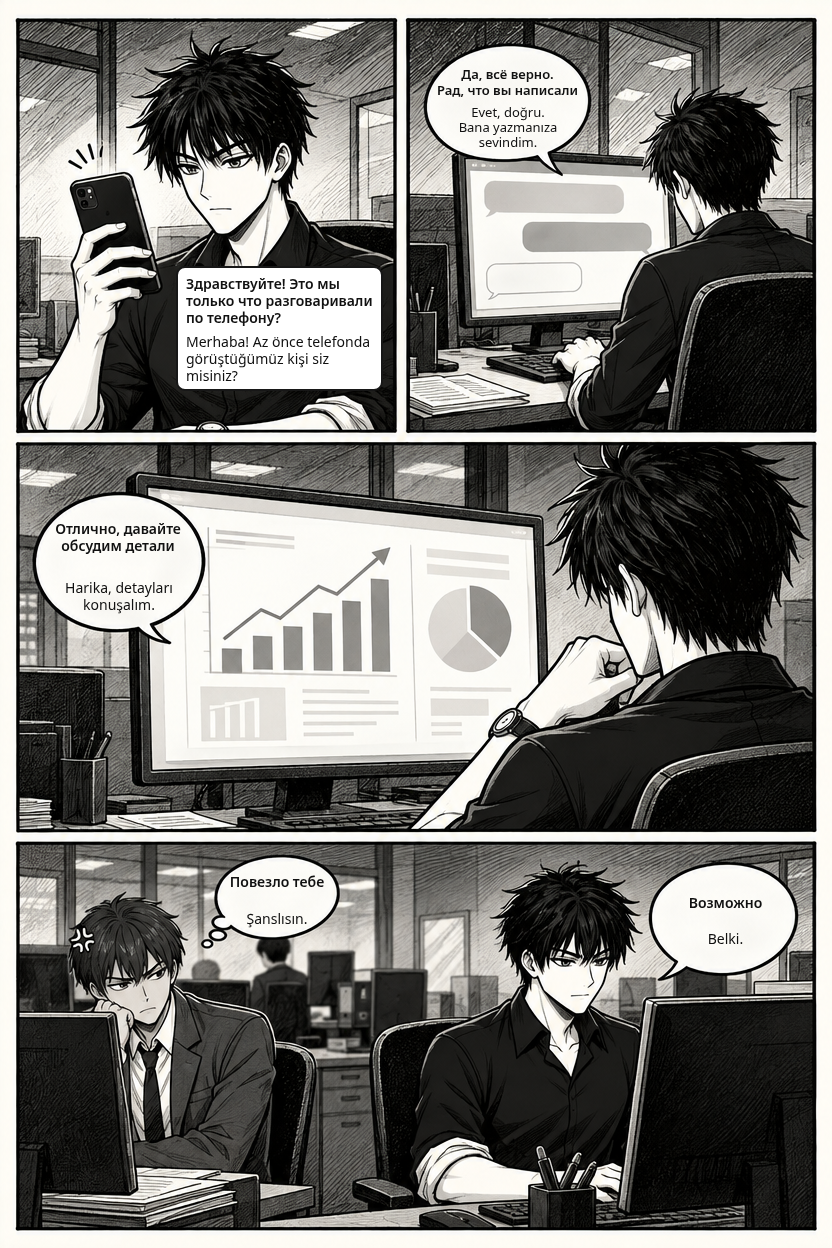 Здравствуйте! Это мы
только что разговаривали
по телефону?
Merhaba! Az önce telefonda
görüştüğümüz kişi siz
misiniz?
Да, всё верно.
Рад, что вы написали
Evet, doğru.
Bana yazmanıza
sevindim.
Отлично, давайте
обсудим детали
Harika, detayları
konuşalım.
Повезло тебе
Şanslısın.
Возможно
Belki.